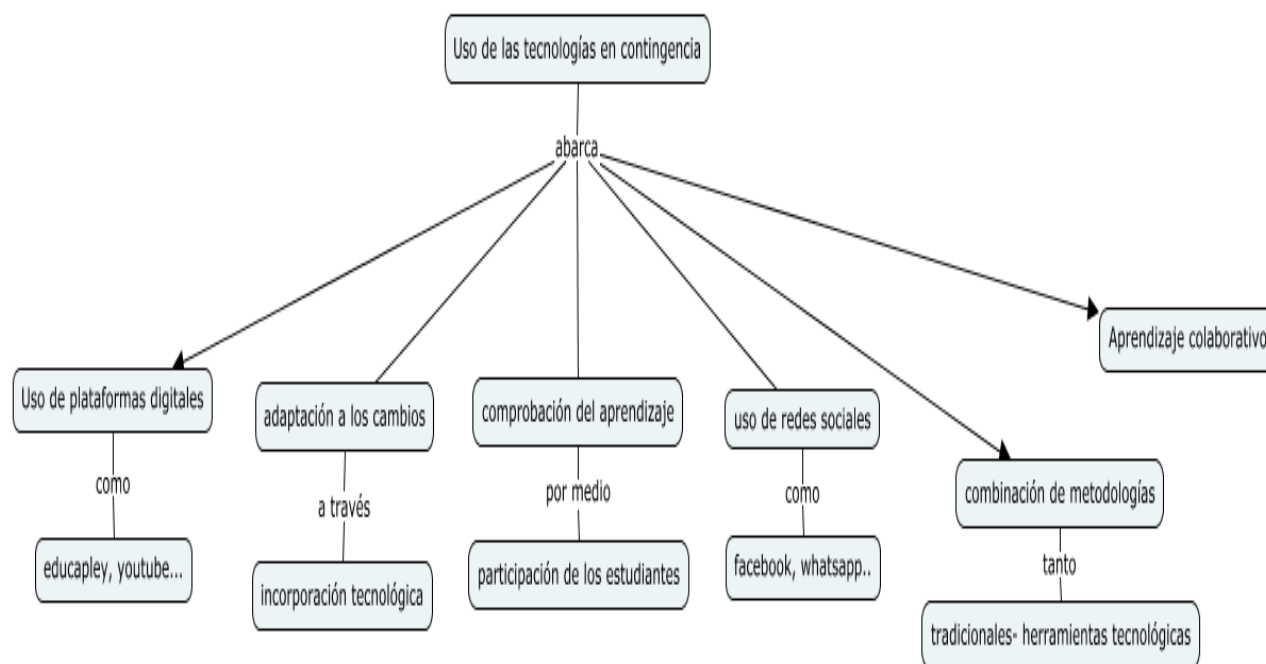 Uso de las tecnologías en contingencia
abarca
Aprendizaje colaborativo
Uso de plataformas digitales
adaptación a los cambios
comprobación del aprendizaje
uso de redes sociales
combinación de metodologías
como
a través
por medio
como
tanto
educapley, youtube...
incorporación tecnológica
participación de los estudiantes
facebook, whatsapp..
tradicionales- herramientas tecnológicas